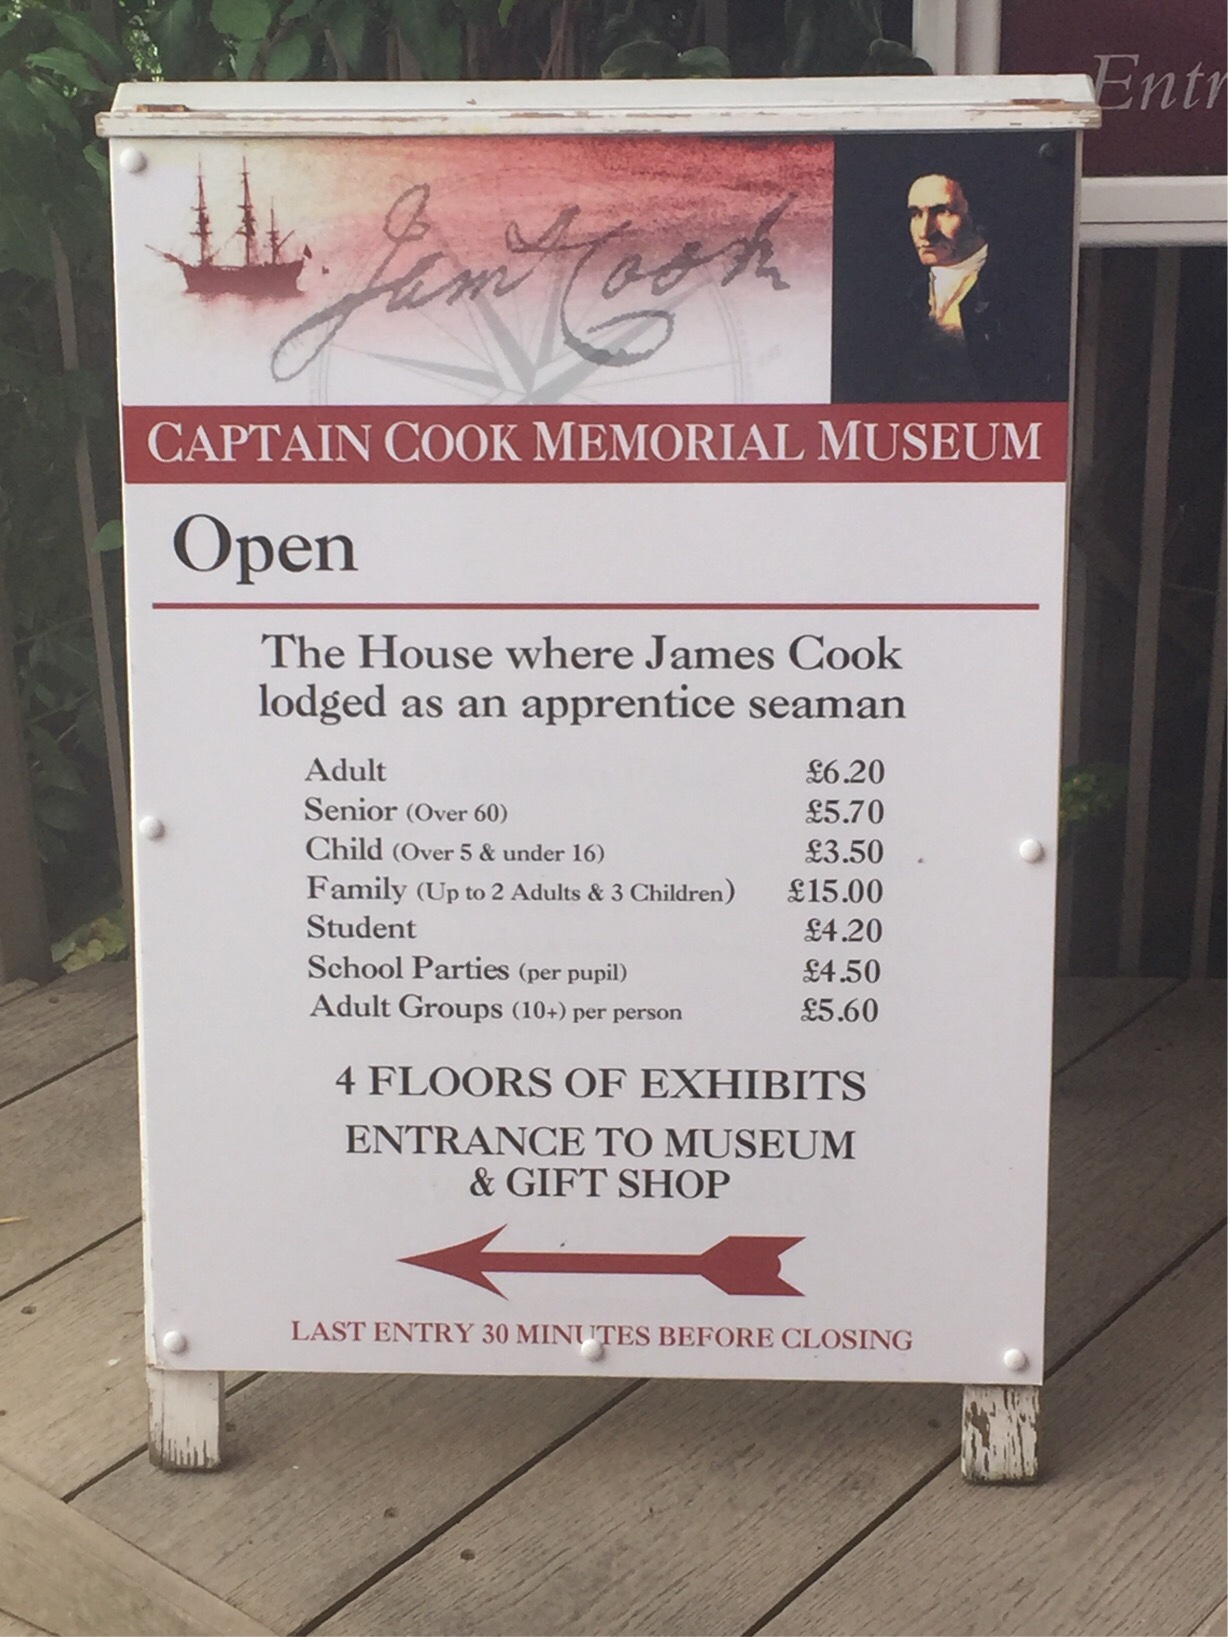 Entr
Jams Cook
CAPTAIN COOK MEMORIAL MUSEUM
Open
The House where James Cook
lodged as an apprentice seaman
Adult £6.20
Senior (Over 60) £5.70
Child (Over 5 & under 16) £3.50
Family (Up to 2 Adults & 3 Children) £15.00
Student £4.20
School Parties (per pupil) £4.50
Adult Groups (10+) per person £5.60
4 FLOORS OF EXHIBITS
ENTRANCE TO MUSEUM
& GIFT SHOP
LAST ENTRY 30 MINUTES BEFORE CLOSING